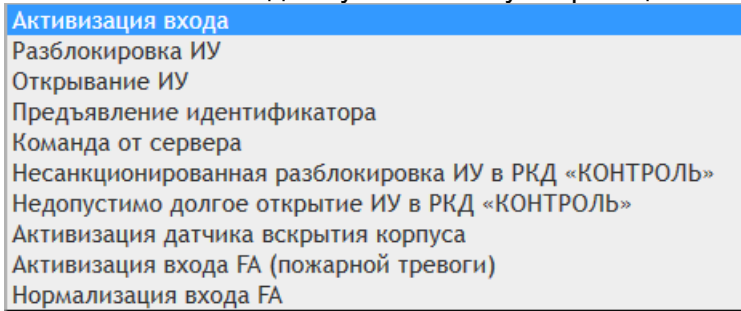 Активизация входа
Разблокировка ИУ
Открывание ИУ
Предъявление идентификатора
Команда от сервера
Несанкционированная разблокировка ИУ в РКД «КОНТРОЛЬ»
Недопустимо долгое открытие ИУ в РКД «КОНТРОЛЬ»
Активизация датчика вскрытия корпуса
Активизация входа FA (пожарной тревоги)
Нормализация входа FA